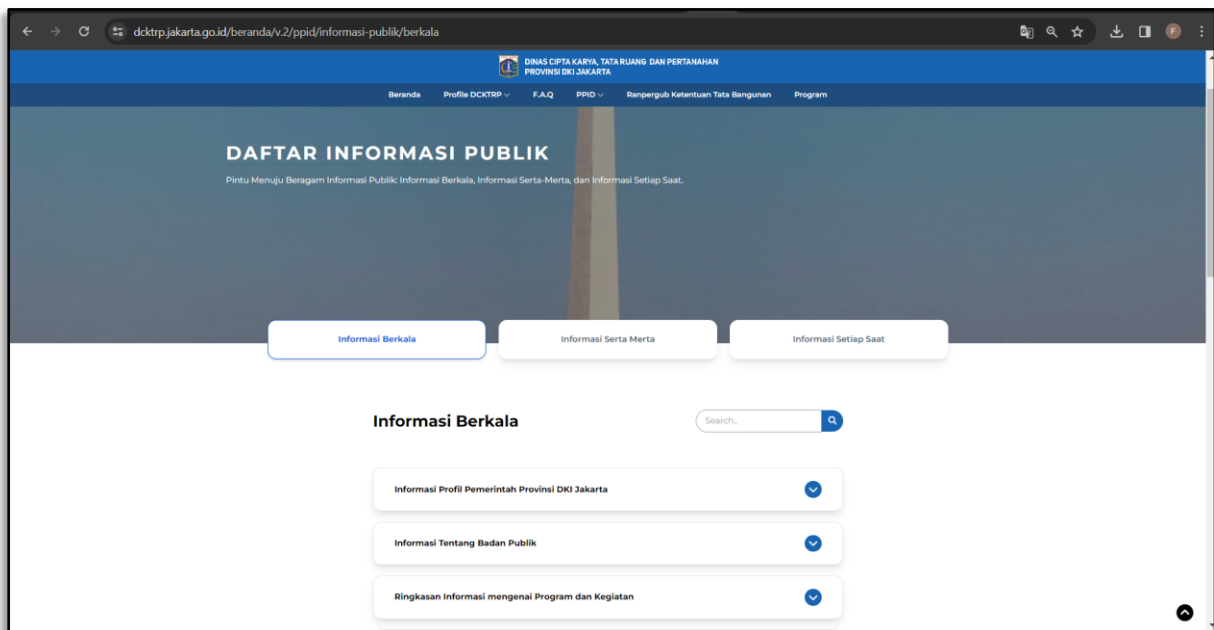 dcktrp.jakarta.go.id/beranda/v.2/ppid/informasi-publik/berkala
F
DINAS CIPTA KARYA, TATA RUANG DAN PERTANAHAN
PROVINSI DKI JAKARTA
Beranda Profile DCKTRP F.A.Q PPID Ranpergub Ketentuan Tata Bangunan Program
DAFTAR INFORMASI PUBLIK
Pintu Menuju Beragam Informasi Publik: Informasi Berkala, Informasi Serta-Merta, dan Informasi Setiap Saat.
Informasi Berkala Informasi Serta Merta Informasi Setiap Saat
Informasi Berkala
Search..
Informasi Profil Pemerintah Provinsi DKI Jakarta
Informasi Tentang Badan Publik
Ringkasan Informasi mengenai Program dan Kegiatan